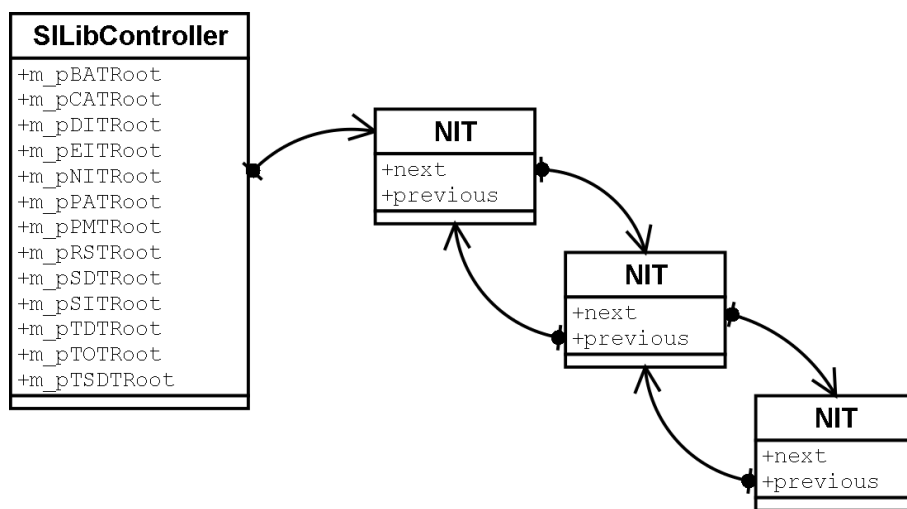 SILibController
+m_pBATRoot
+m_pCATRoot
+m_pDITRoot
+m_pEITRoot
+m_pNITRoot
+m_pPATRoot
+m_pPMTRoot
+m_pRSTRoot
+m_pSDTRoot
+m_pSITRoot
+m_pTDTRoot
+m_pTOTRoot
+m_pTSDTRoot
NIT
+next
+previous
NIT
+next
+previous
NIT
+next
+previous